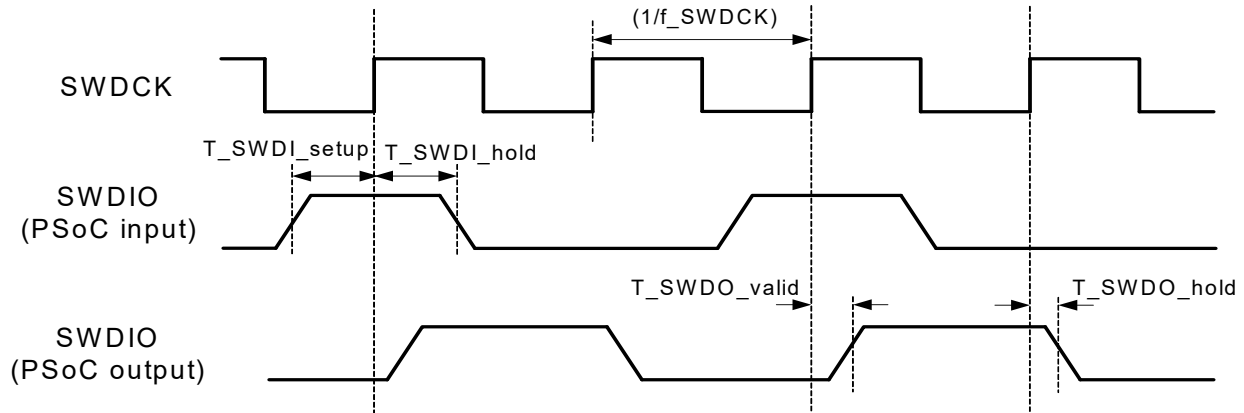 (1/f_SWDCK)
SWDCK
T_SWDI_setup T_SWDI_hold
SWDIO
(PSoC input)
T_SWDO_valid T_SWDO_hold
SWDIO
(PSoC output)